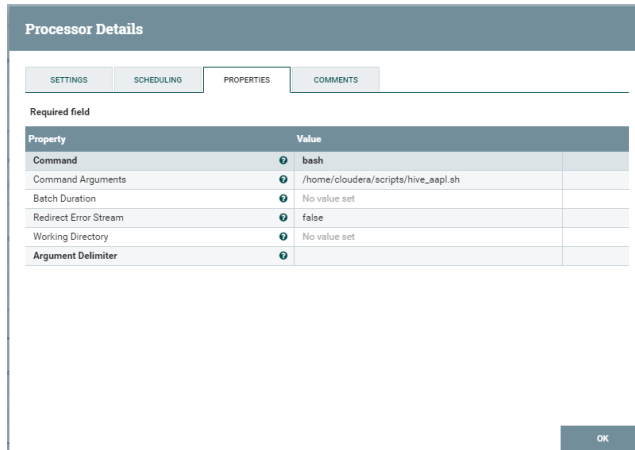 Processor Details
SETTINGS SCHEDULING PROPERTIES COMMENTS
Required field
Property Value
Command bash
Command Arguments /home/cloudera/scripts/hive_aapl.sh
Batch Duration No value set
Redirect Error Stream false
Working Directory No value set
Argument Delimiter
OK